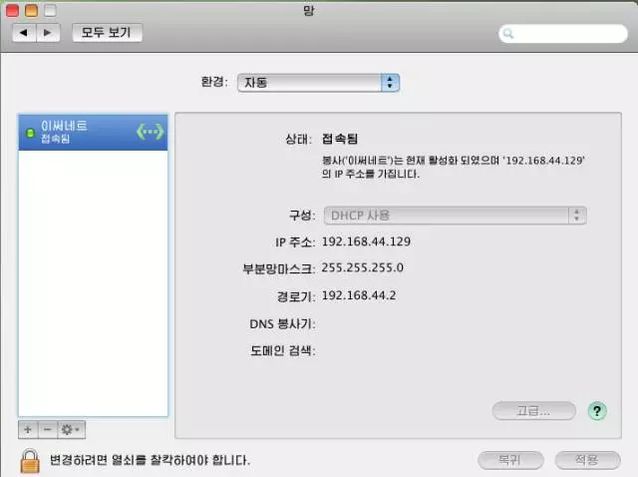 망
모두 보기
환경: 자동
이써네트
접속됨
상태: 접속됨
봉사('이써네트')는 현재 활성화 되였으며 '192.168.44.129'
의 IP 주소를 가집니다.
구성: DHCP 사용
IP 주소: 192.168.44.129
부분망마스크: 255.255.255.0
경로기: 192.168.44.2
DNS 봉사기:
도메인 검색:
고급...
?
변경하려면 열쇠를 찰칵하여야 합니다.
복귀
적용